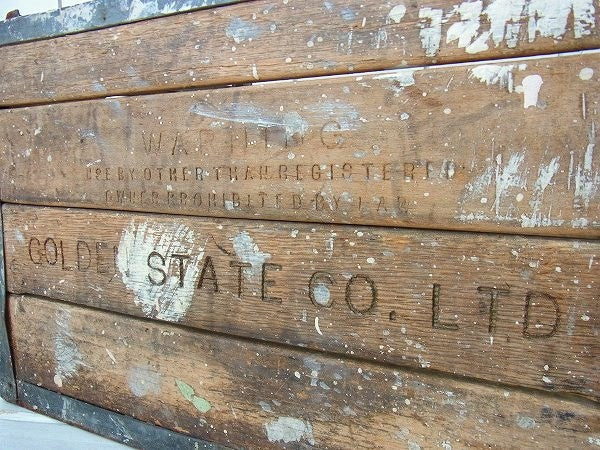 WARNING
USE BY OTHER THAN REGISTERED
OWNER PROHIBITED BY LAW
GOLDEN STATE CO. LTD